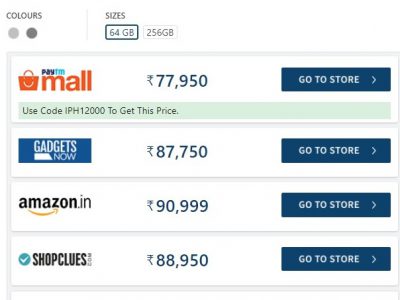 COLOURS
SIZES
64 GB
256GB
paytm
mall
₹77,950
GO TO STORE
Use Code IPH12000 To Get This Price.
GADGETS
NOW
₹87,750
GO TO STORE
amazon.in
₹90,999
GO TO STORE
SHOPCLUES.COM
₹88,950
GO TO STORE